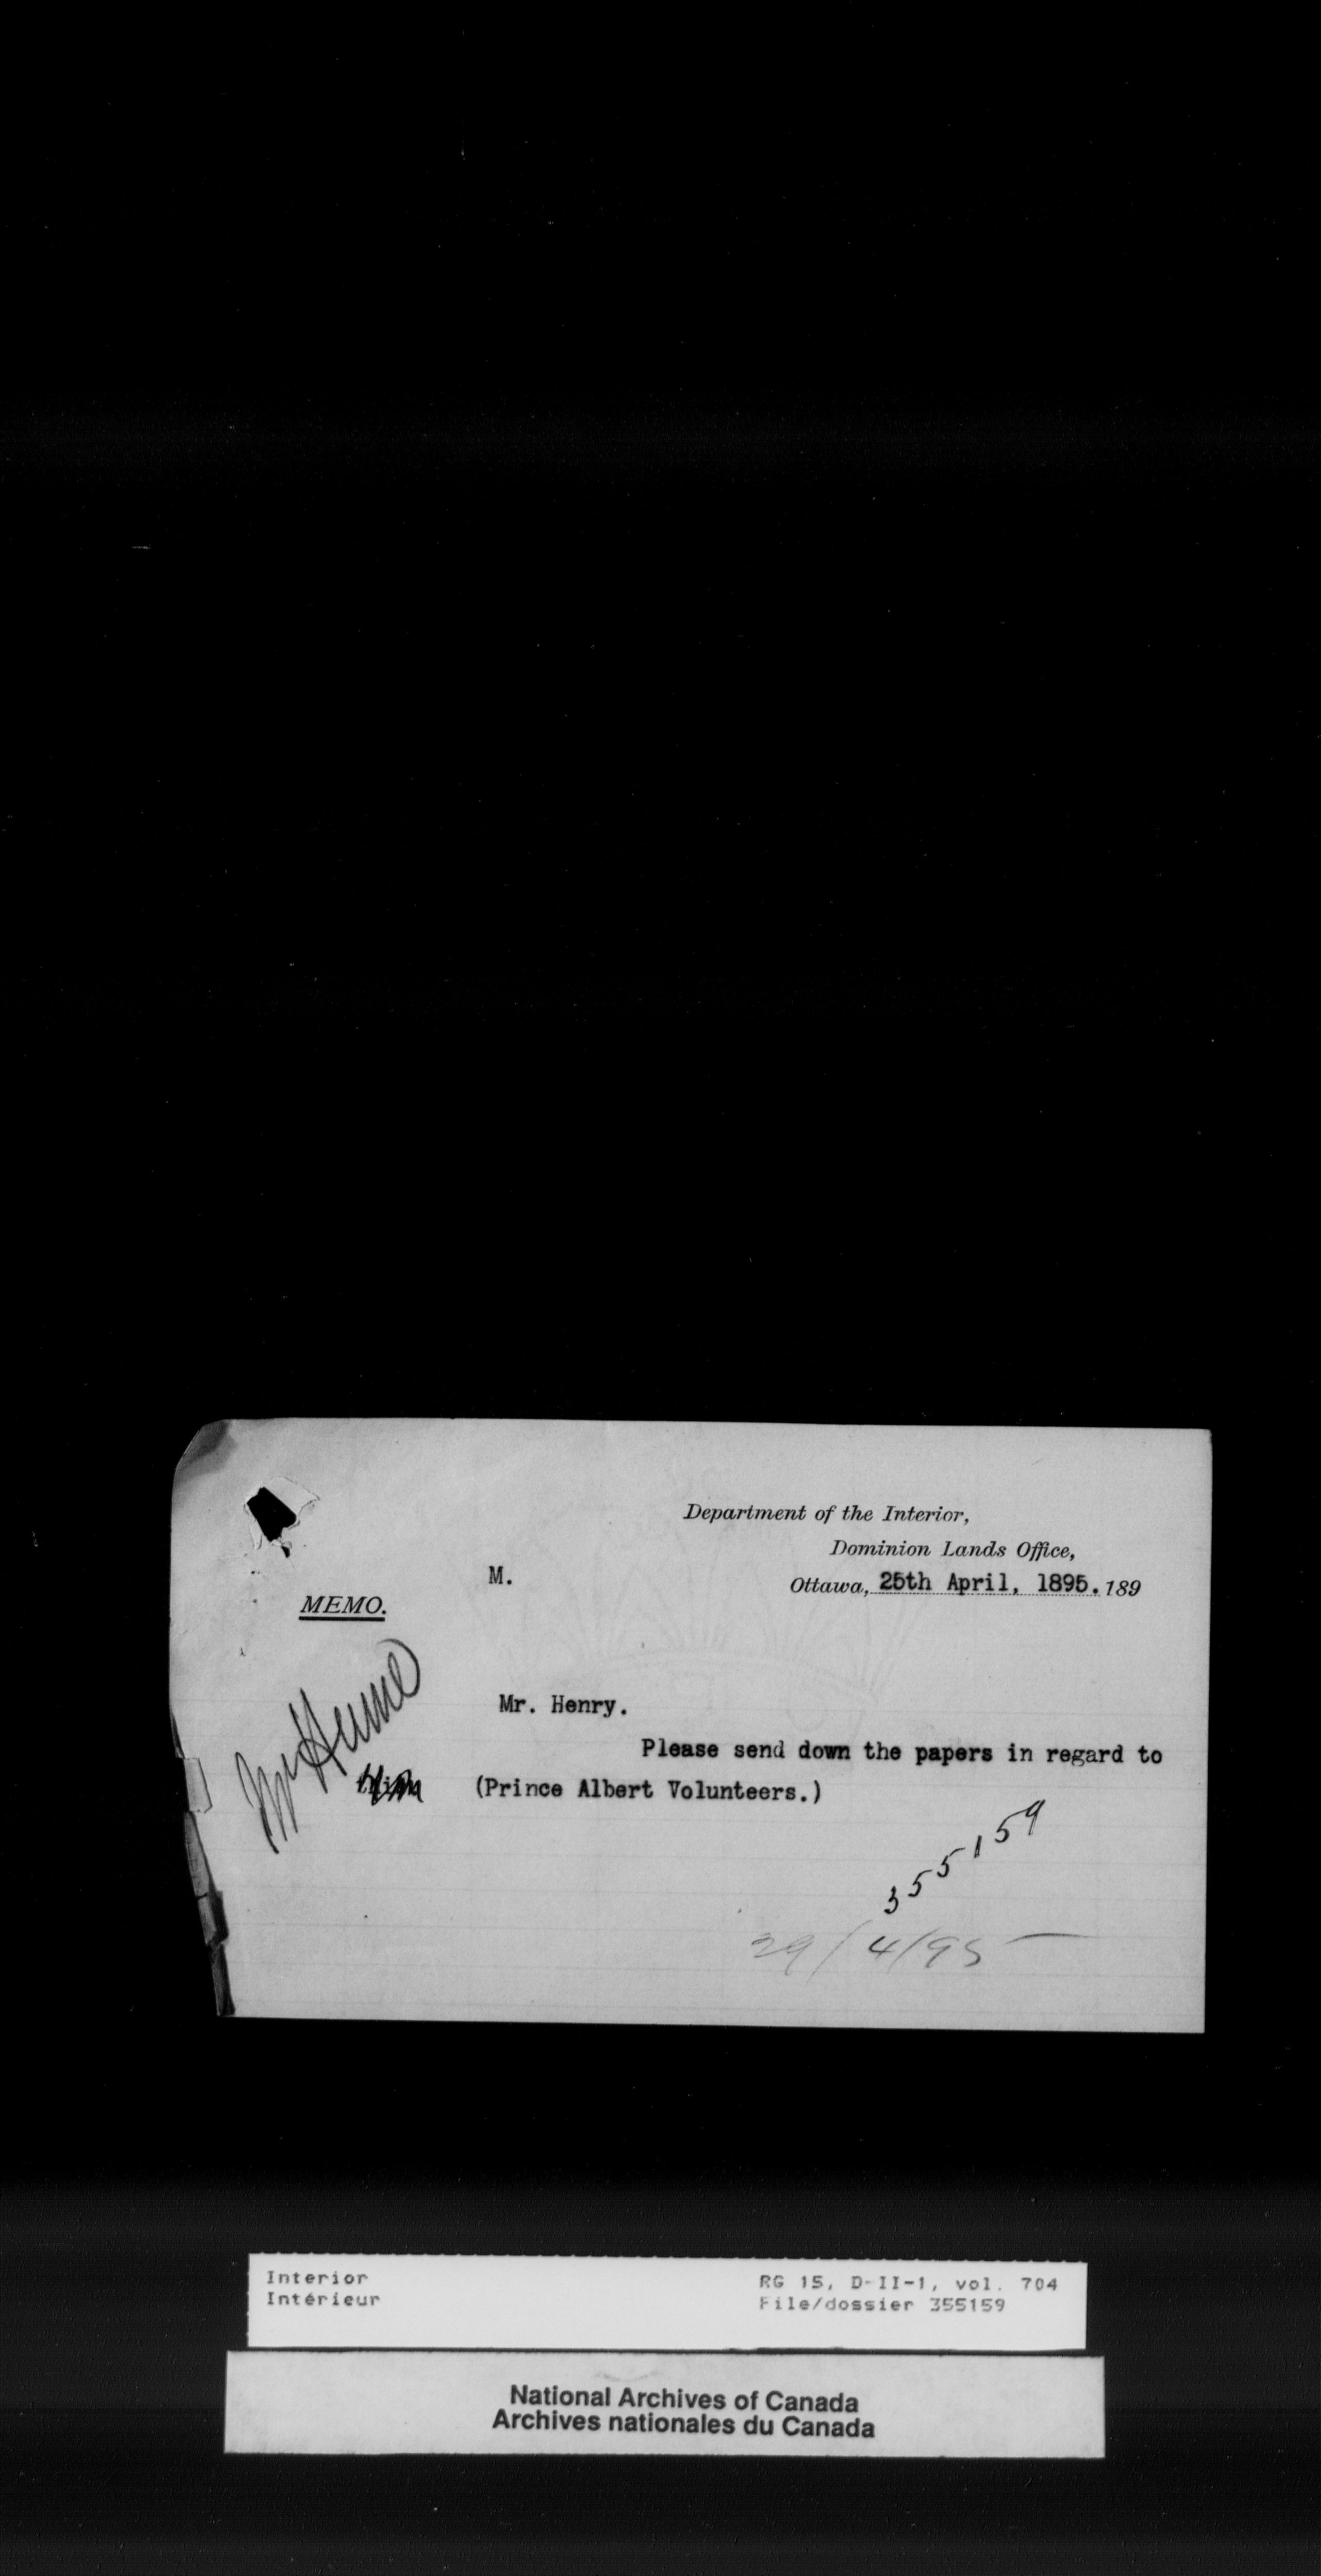 Department of the Interior,
Dominion Lands Office,
M.
Ottawa, 25th April, 1895. 189
MEMO.
Mr Hume
Mr. Henry.
Please send down the papers in regard to
(Prince Albert Volunteers.)
355159
29/4/95
Interior
Intérieur
RG 15, D-II-1, vol. 704
File/dossier 355159
National Archives of Canada
Archives nationales du Canada